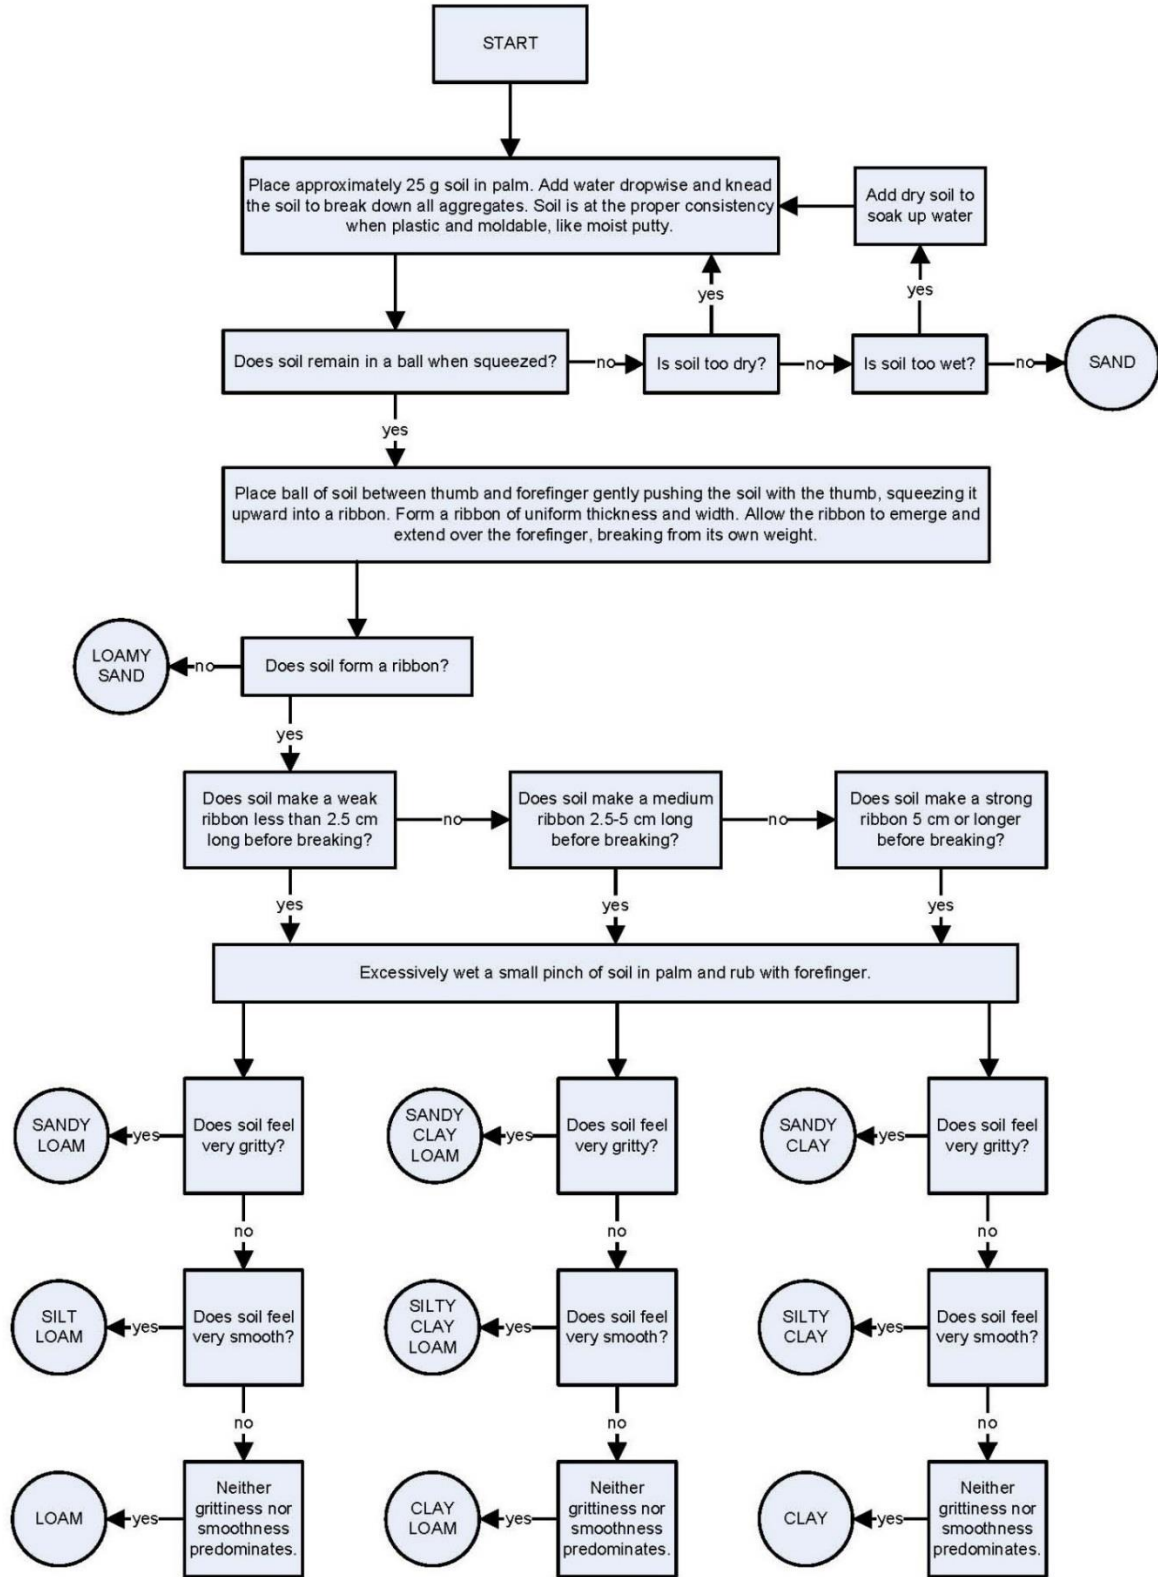 START
Place approximately 25 g soil in palm. Add water dropwise and knead
the soil to break down all aggregates. Soil is at the proper consistency
when plastic and moldable, like moist putty.
Add dry soil to
soak up water
yes
yes
Does soil remain in a ball when squeezed?
no
Is soil too dry?
no
Is soil too wet?
no
SAND
yes
Place ball of soil between thumb and forefinger gently pushing the soil with the thumb, squeezing it
upward into a ribbon. Form a ribbon of uniform thickness and width. Allow the ribbon to emerge and
extend over the forefinger, breaking from its own weight.
LOAMY
SAND
no
Does soil form a ribbon?
yes
Does soil make a weak
ribbon less than 2.5 cm
long before breaking?
no
Does soil make a medium
ribbon 2.5-5 cm long
before breaking?
no
Does soil make a strong
ribbon 5 cm or longer
before breaking?
yes
yes
yes
Excessively wet a small pinch of soil in palm and rub with forefinger.
SANDY
LOAM
yes
Does soil feel
very gritty?
SANDY
CLAY
LOAM
yes
Does soil feel
very gritty?
SANDY
CLAY
yes
Does soil feel
very gritty?
no
no
no
SILT
LOAM
yes
Does soil feel
very smooth?
SILTY
CLAY
LOAM
yes
Does soil feel
very smooth?
SILTY
CLAY
yes
Does soil feel
very smooth?
no
no
no
LOAM
yes
Neither
grittiness nor
smoothness
predominates.
CLAY
LOAM
yes
Neither
grittiness nor
smoothness
predominates.
CLAY
yes
Neither
grittiness nor
smoothness
predominates.